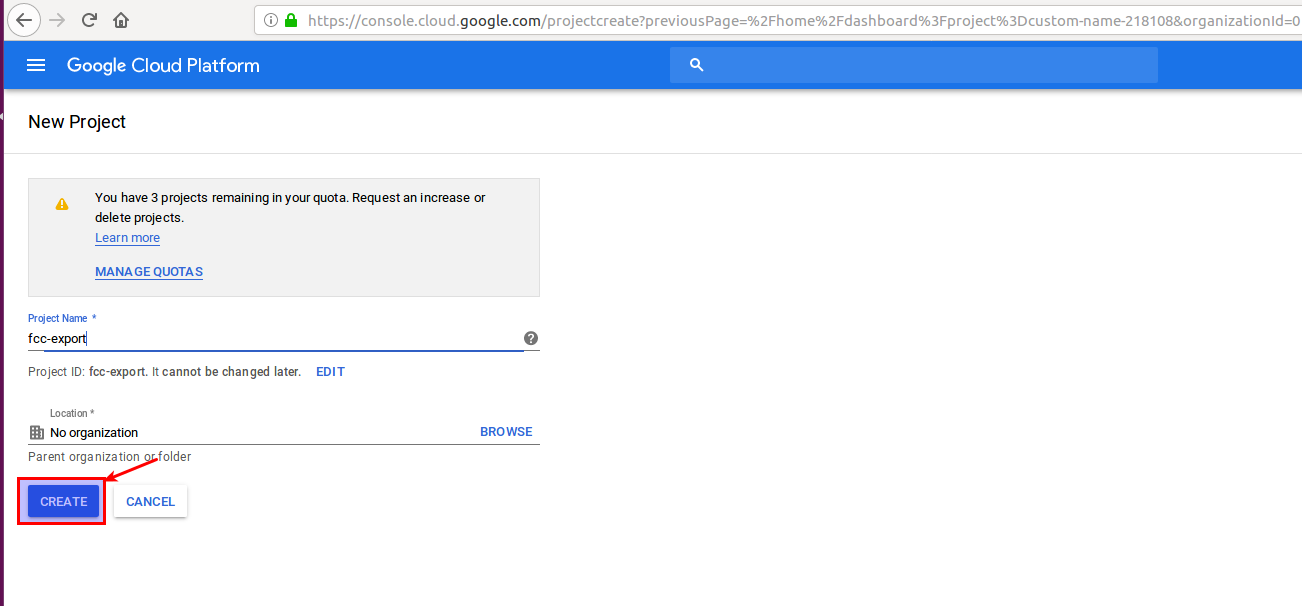 https://console.cloud.google.com/projectcreate?previousPage=%2Fhome%2Fdashboard%3Fproject%3Dcustom-name-218108&organizationId=0
Google Cloud Platform
New Project
You have 3 projects remaining in your quota. Request an increase or
delete projects.
Learn more
MANAGE QUOTAS
Project Name *
fcc-export
Project ID: fcc-export. It cannot be changed later. EDIT
Location *
No organization BROWSE
Parent organization or folder
CREATE CANCEL